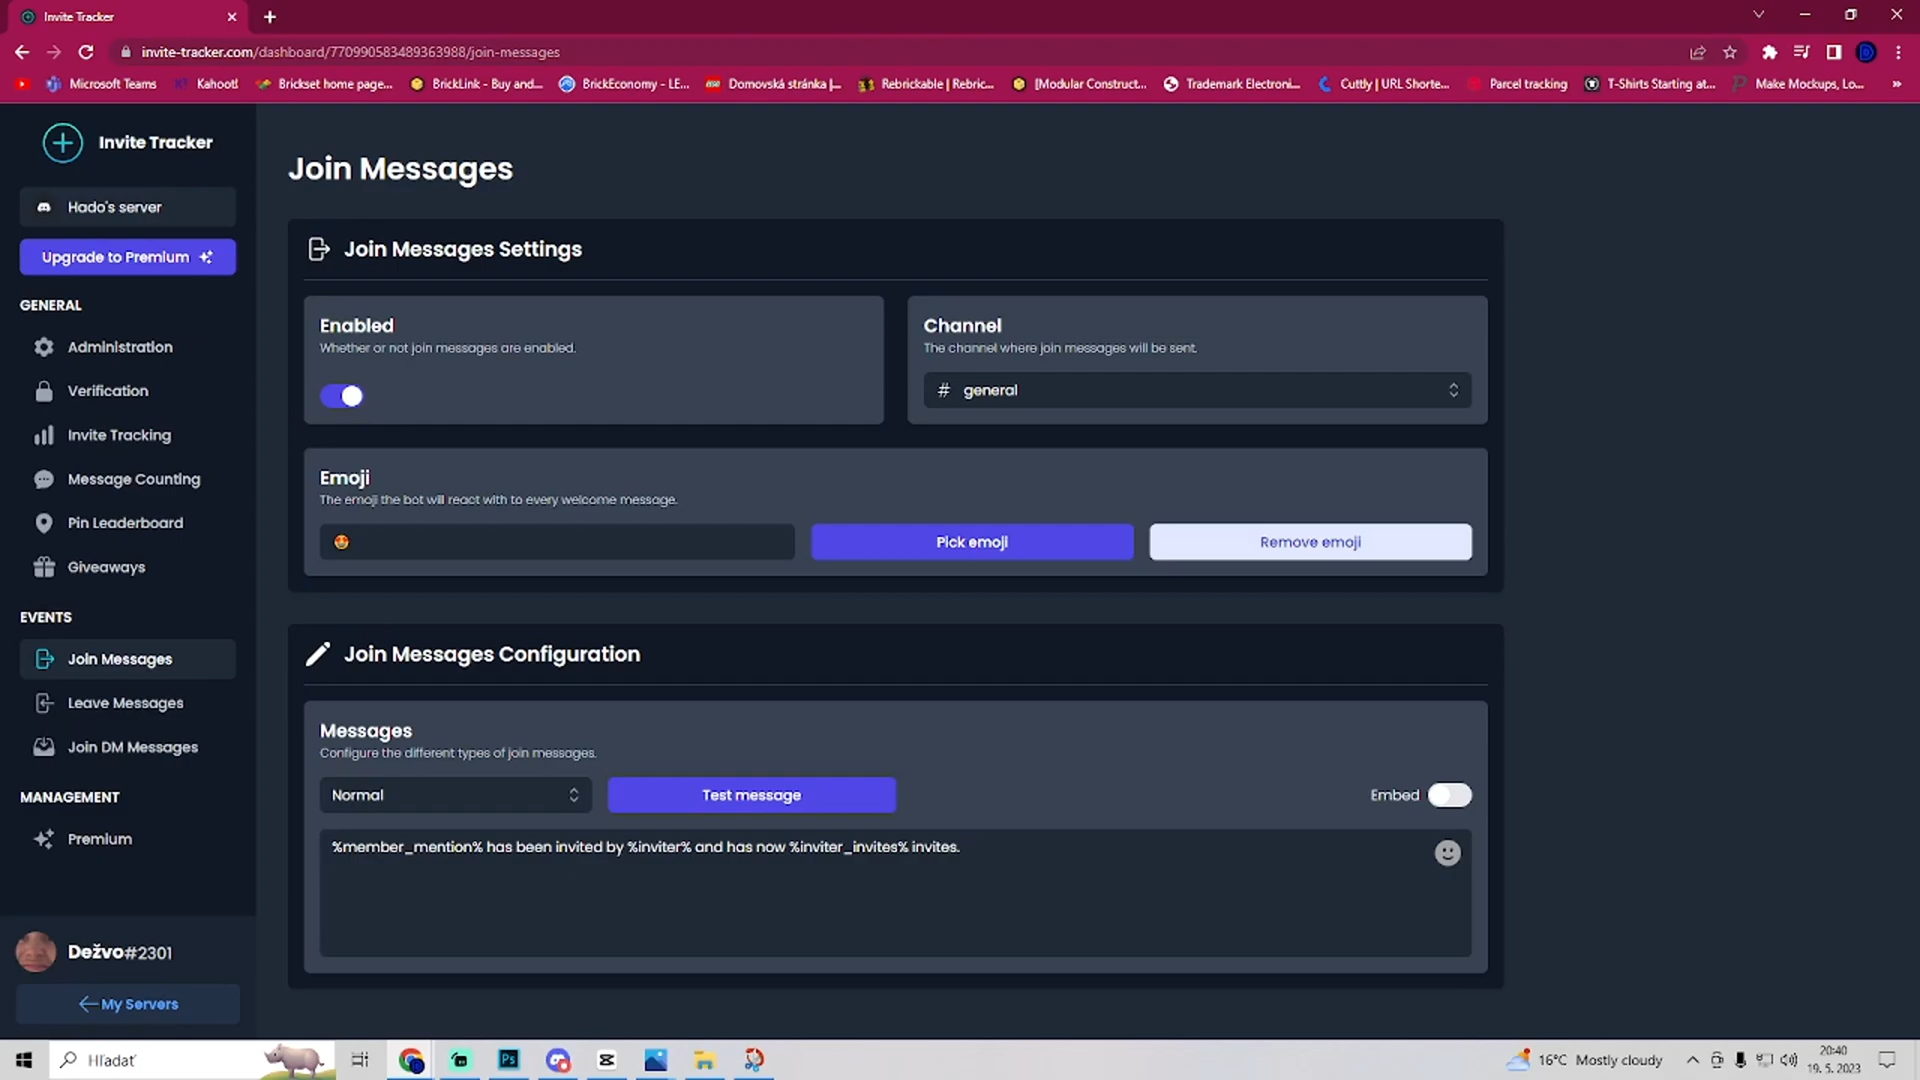 Invite Tracker
invite-tracker.com/dashboard/770990583489363988/join-messages
Microsoft Teams
Kahoot!
Brickset home page...
BrickLink - Buy and...
BrickEconomy - LE...
Domovská stránka |...
Rebrickable | Rebric...
[Modular Construct...
Trademark Electroni...
Cuttly | URL Shorte...
Parcel tracking
T-Shirts Starting at...
Make Mockups, Lo...
Invite Tracker
Hado's server
Upgrade to Premium
GENERAL
Administration
Verification
Invite Tracking
Message Counting
Pin Leaderboard
Giveaways
EVENTS
Join Messages
Leave Messages
Join DM Messages
MANAGEMENT
Premium
Dežvo#2301
My Servers
Join Messages
Join Messages Settings
Enabled
Whether or not join messages are enabled.
Channel
The channel where join messages will be sent.
# general
Emoji
The emoji the bot will react with to every welcome message.
Pick emoji
Remove emoji
Join Messages Configuration
Messages
Configure the different types of join messages.
Normal
Test message
Embed
%member_mention% has been invited by %inviter% and has now %inviter_invites% invites.
Hľadať
Ps
16°C Mostly cloudy
20:40
19. 5. 2023